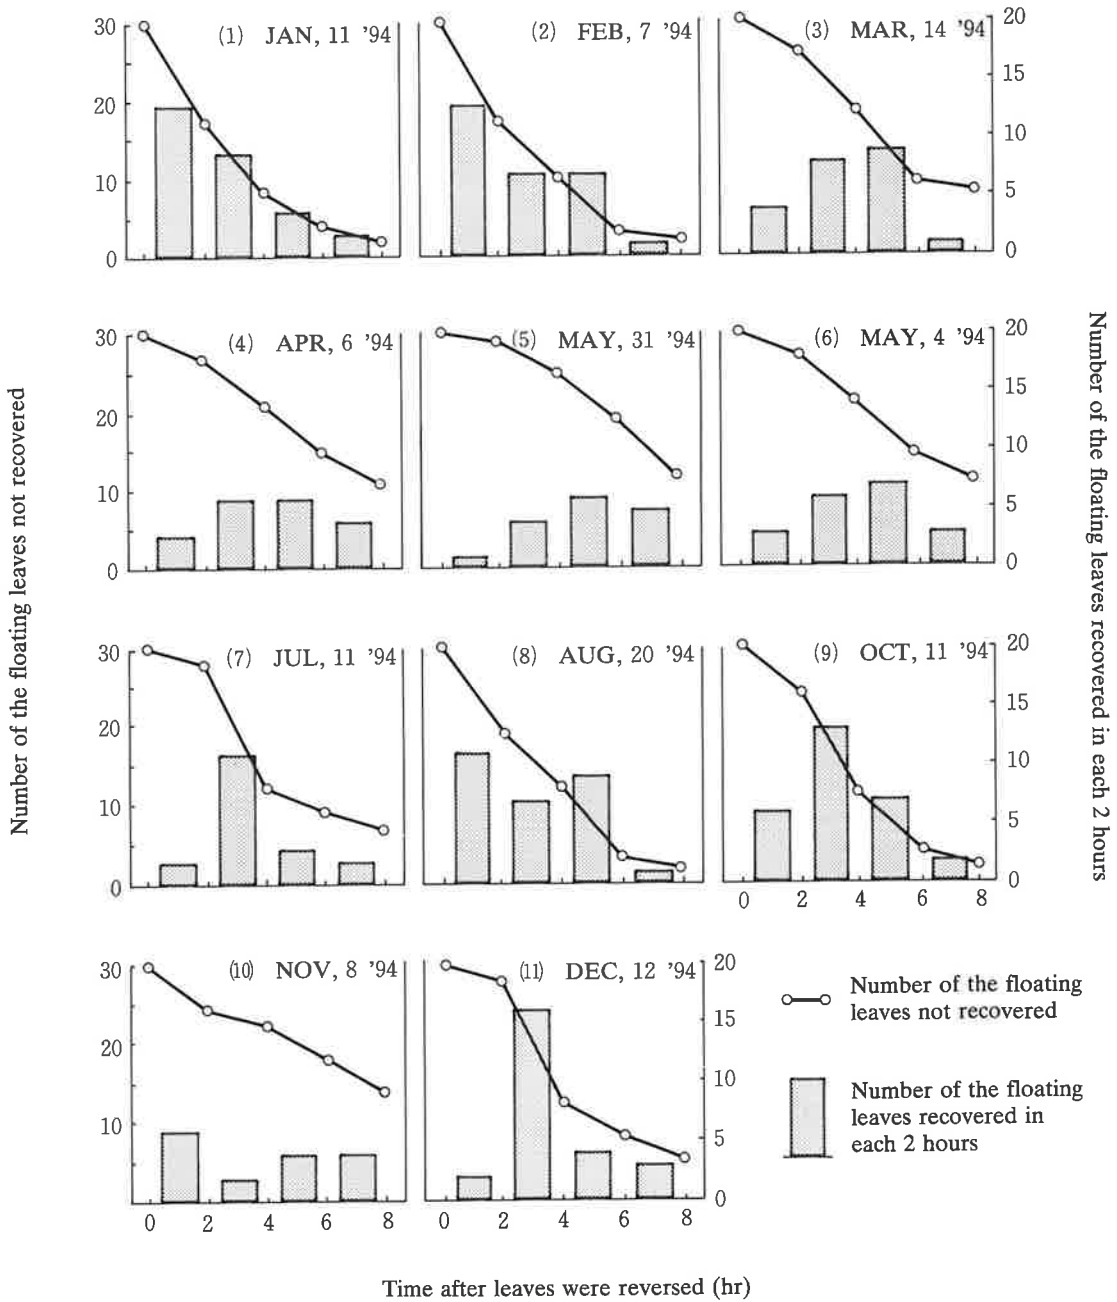 (1) JAN, 11 '94
(2) FEB, 7 '94
(3) MAR, 14 '94
30
20
10
0
20
15
10
5
0
(4) APR, 6 '94
(5) MAY, 31 '94
(6) MAY, 4 '94
30
20
10
0
20
15
10
5
0
(7) JUL, 11 '94
(8) AUG, 20 '94
(9) OCT, 11 '94
30
20
10
0
20
15
10
5
0
0 2 4 6 8
(10) NOV, 8 '94
(11) DEC, 12 '94
30
20
10
20
15
10
5
0
0 2 4 6 8
0 2 4 6 8
Number of the floating leaves not recovered
Number of the floating leaves recovered in each 2 hours
Number of the floating
leaves not recovered
Number of the floating
leaves recovered in
each 2 hours
Time after leaves were reversed (hr)